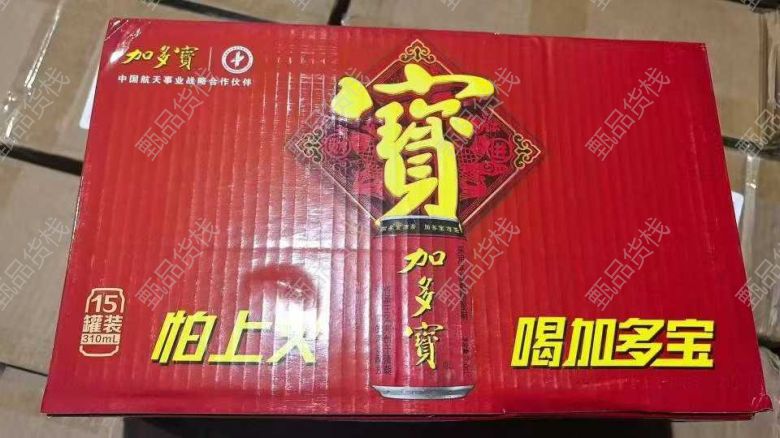 加多寶
中国航天事业战略合作伙伴
寶
加多寶
15
罐装
310mL
怕上火
喝加多宝
甄品货栈